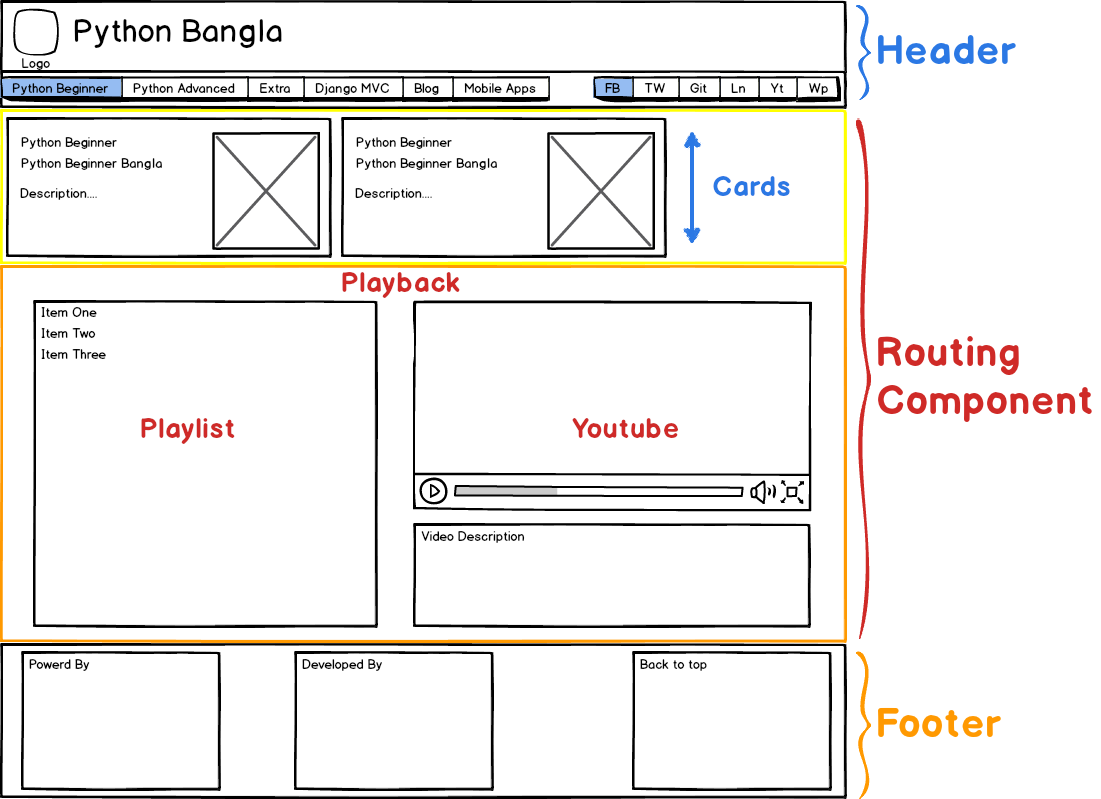 Python Bangla
Logo
Header
Python Beginner Python Advanced Extra Django MVC Blog Mobile Apps FB TW Git Ln Yt Wp
Python Beginner
Python Beginner Bangla
Description....
Python Beginner
Python Beginner Bangla
Description....
Cards
Playback
Item One
Item Two
Item Three
Playlist
Youtube
Video Description
Routing
Component
Powerd By
Developed By
Back to top
Footer